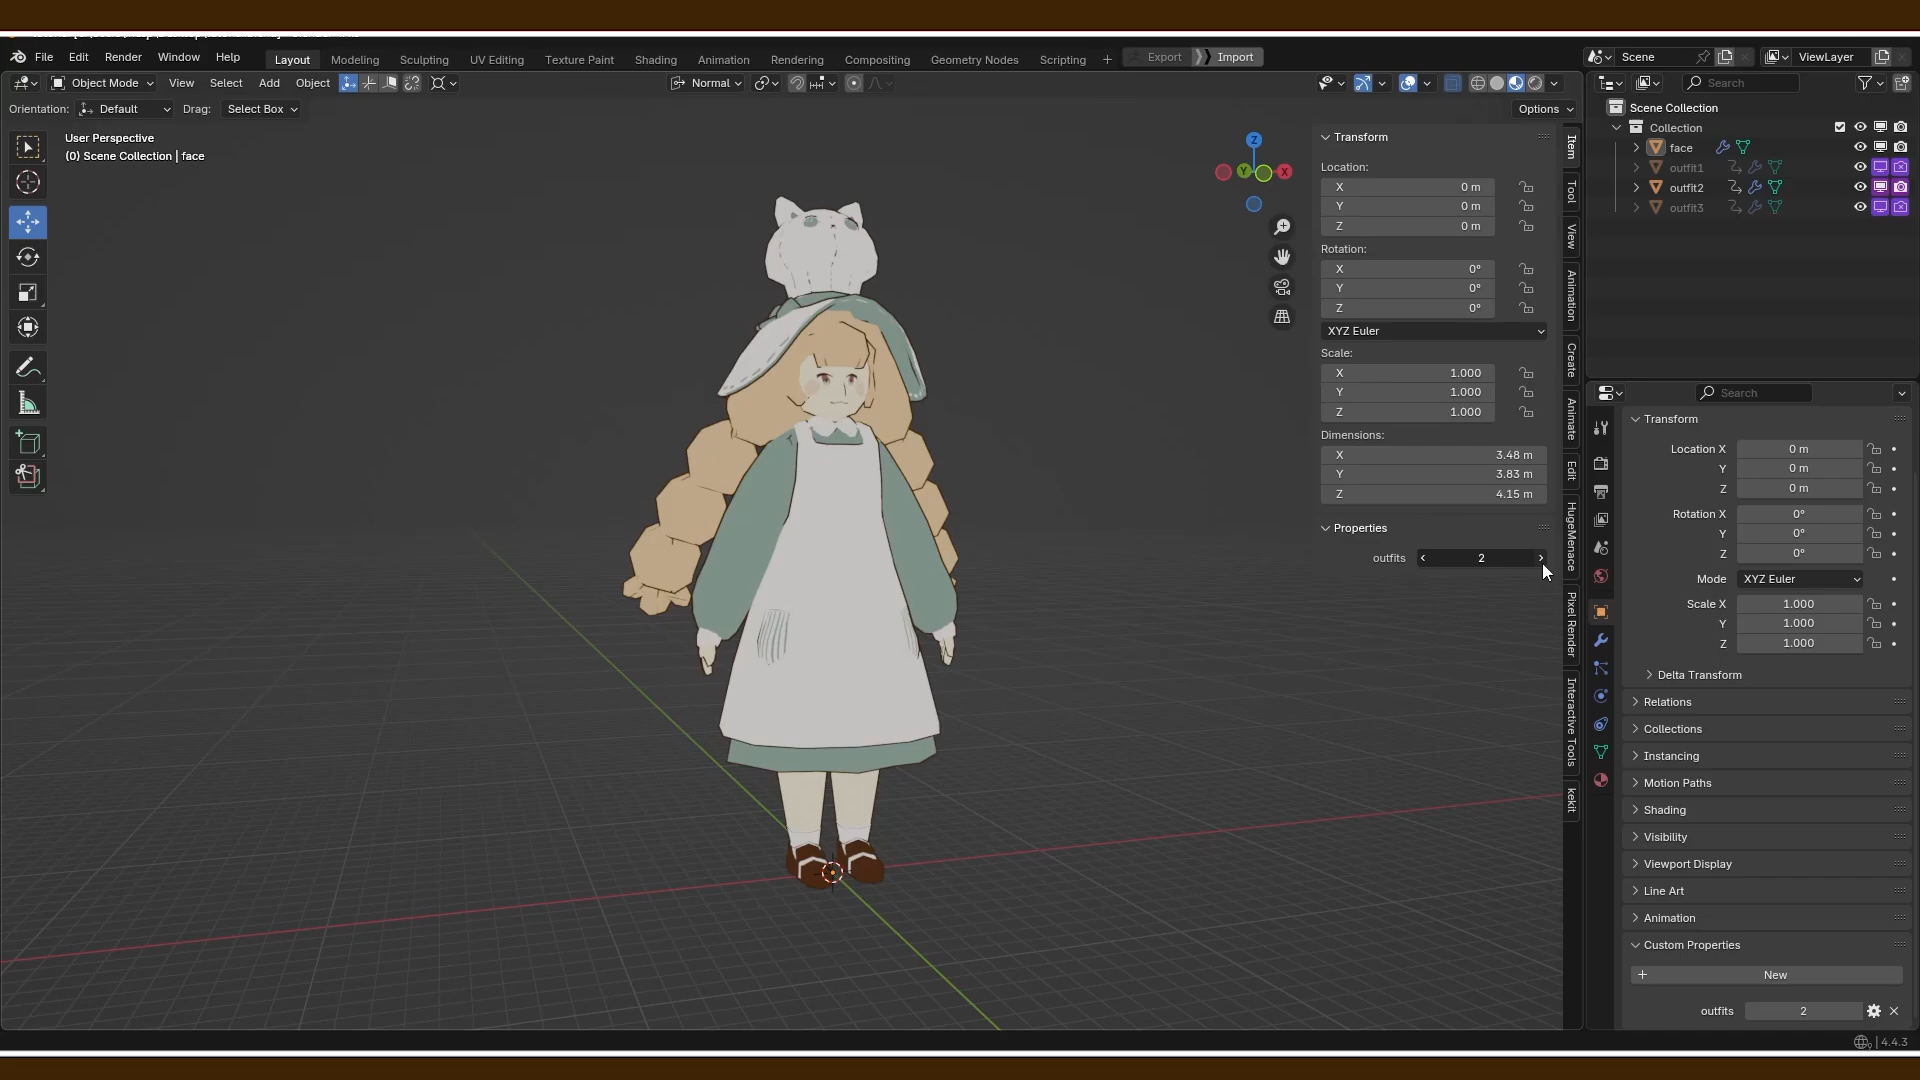 File Edit Render Window Help Layout Modeling Sculpting UV Editing Texture Paint Shading Animation Rendering Compositing Geometry Nodes Scripting + Export Import Scene ViewLayer
Object Mode View Select Add Object Normal Search
Orientation: Default Drag: Select Box Options
User Perspective
(0) Scene Collection | face
Z
Y
X
Transform
Location:
X 0 m
Y 0 m
Z 0 m
Rotation:
X 0°
Y 0°
Z 0°
XYZ Euler
Scale:
X 1.000
Y 1.000
Z 1.000
Dimensions:
X 3.48 m
Y 3.83 m
Z 4.15 m
Properties
outfits 2
Item
Tool
View
Animation
Create
Animate
Edit
HugeMenace
Pixel Render
Interactive Tools
kekit
Scene Collection
Collection
face
outfit1
outfit2
outfit3
Search
Transform
Location X 0 m
Y 0 m
Z 0 m
Rotation X 0°
Y 0°
Z 0°
Mode XYZ Euler
Scale X 1.000
Y 1.000
Z 1.000
Delta Transform
Relations
Collections
Instancing
Motion Paths
Shading
Visibility
Viewport Display
Line Art
Animation
Custom Properties
+ New
outfits 2
4.4.3